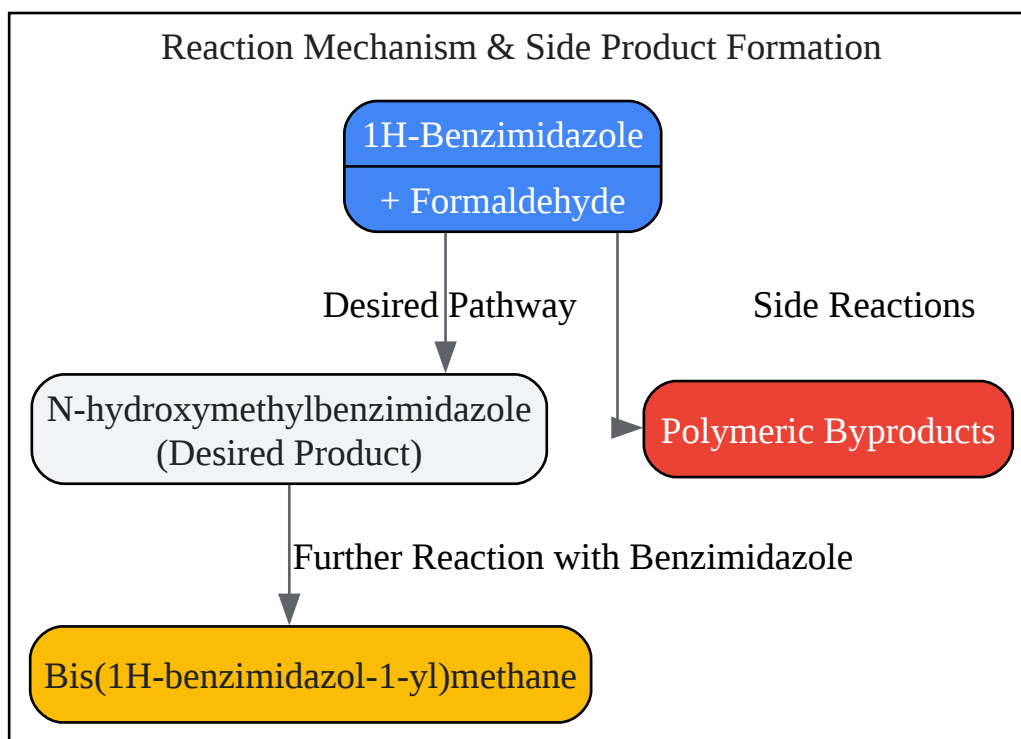 Reaction Mechanism & Side Product Formation
1H-Benzimidazole
+ Formaldehyde
Desired Pathway
Side Reactions
N-hydroxymethylbenzimidazole
(Desired Product)
Polymeric Byproducts
Further Reaction with Benzimidazole
Bis(1H-benzimidazol-1-yl)methane